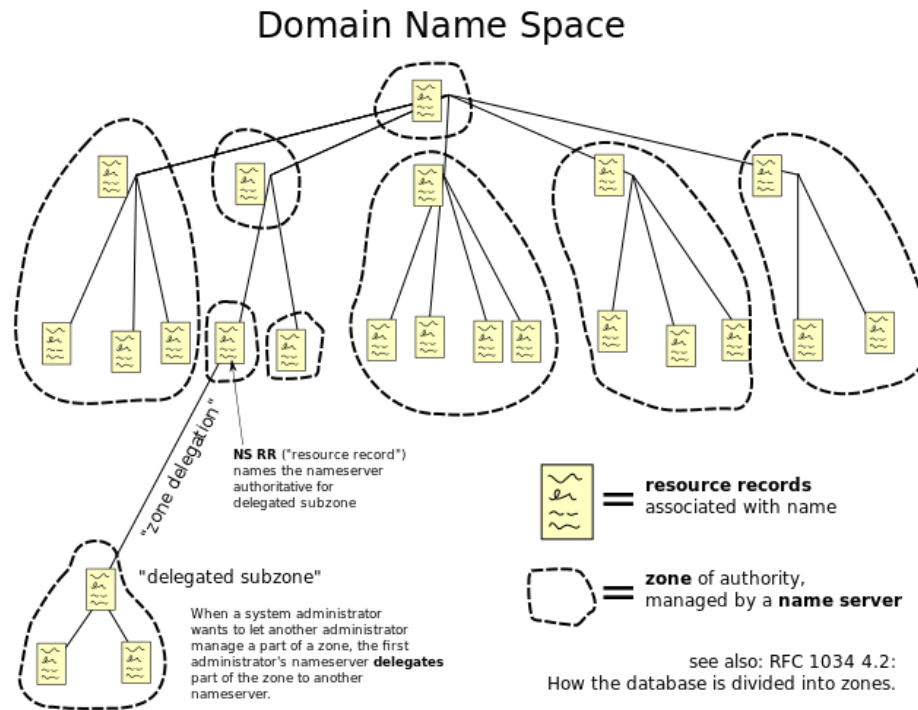 Domain Name Space
"zone delegation"
NS RR ("resource record")
names the nameserver
authoritative for
delegated subzone
"delegated subzone"
When a system administrator
wants to let another administrator
manage a part of a zone, the first
administrator's nameserver delegates
part of the zone to another
nameserver.
= resource records
associated with name
= zone of authority,
managed by a name server
see also: RFC 1034 4.2:
How the database is divided into zones.